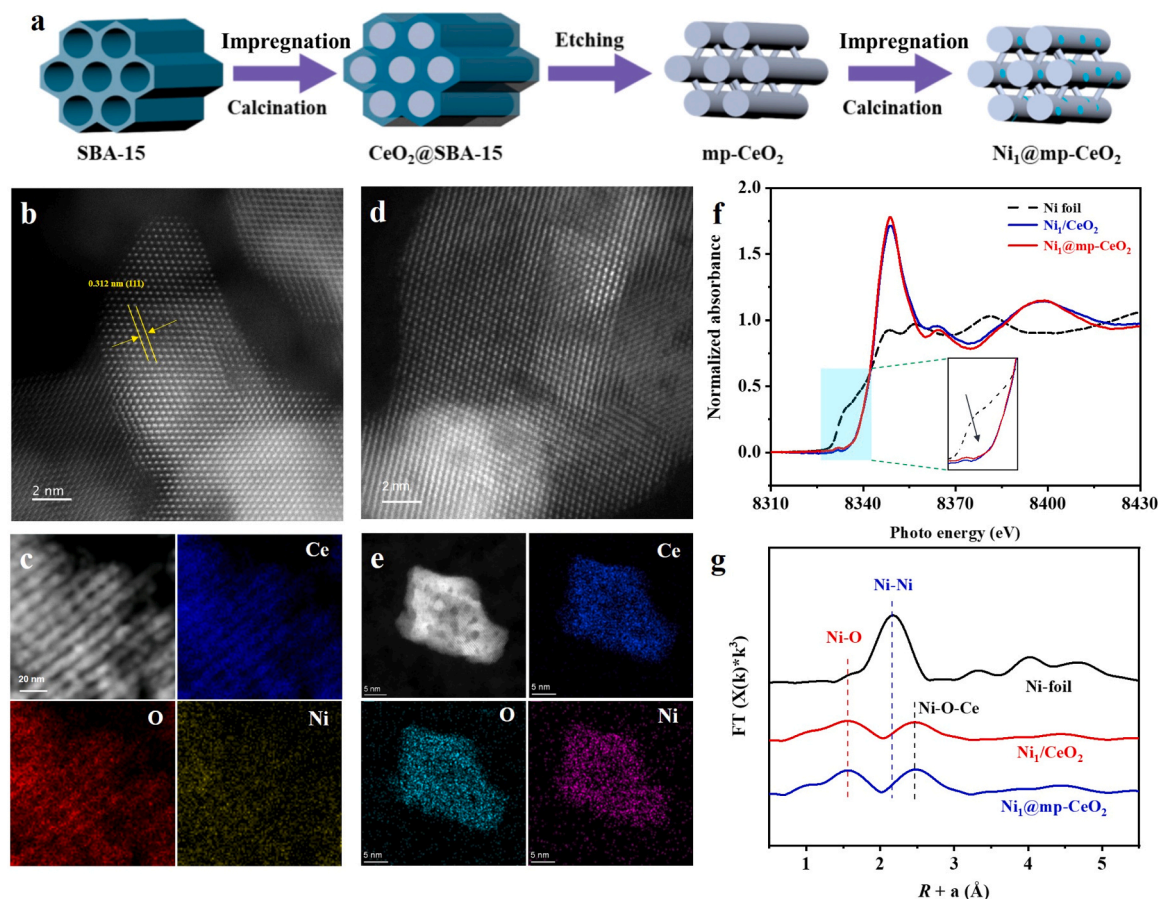 a
Impregnation
Calcination
Etching
Impregnation
Calcination
SBA-15
CeO₂@SBA-15
mp-CeO₂
Ni₁@mp-CeO₂
b
0.312 nm (111)
2 nm
d
2 nm
f
2.0
1.5
1.0
0.5
0.0
Normalized absorbance
Ni foil
Ni₁/CeO₂
Ni₁@mp-CeO₂
8310
8340
8370
8400
8430
Photo energy (eV)
c
20 nm
Ce
O
Ni
e
5 nm
Ce
5 nm
O
5 nm
Ni
5 nm
g
FT (X(k)*k³)
Ni-Ni
Ni-O
Ni-foil
Ni-O-Ce
Ni₁/CeO₂
Ni₁@mp-CeO₂
1
2
3
4
5
R + a (Å)